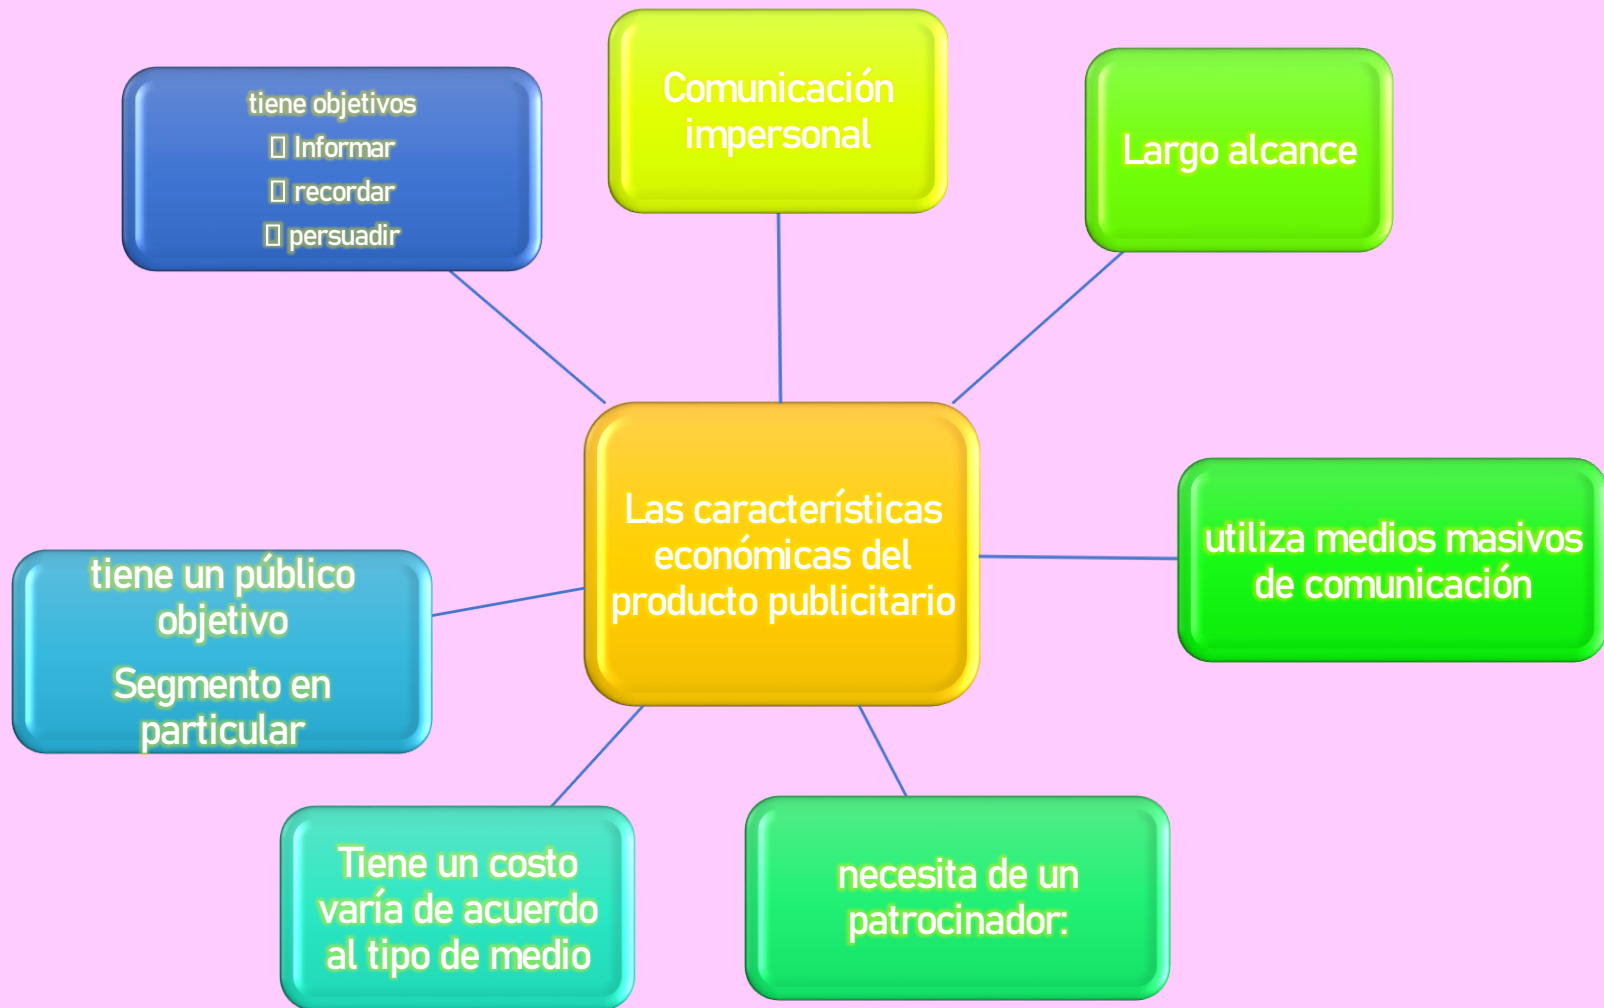 Comunicación
impersonal
Largo alcance
utiliza medios masivos
de comunicación
necesita de un
patrocinador:
Tiene un costo
varía de acuerdo
al tipo de medio
tiene un público
objetivo
Segmento en
particular
tiene objetivos
▯ Informar
▯ recordar
▯ persuadir
Las características
económicas del
producto publicitario